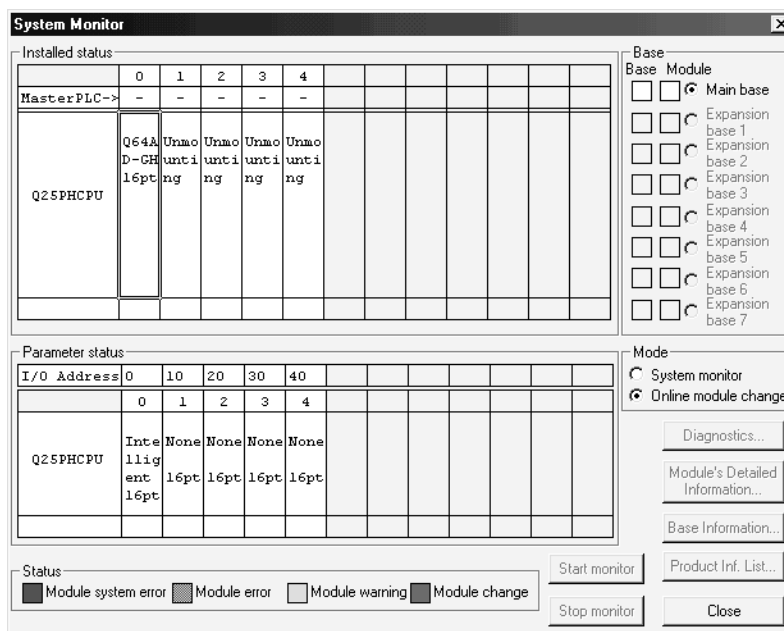 System Monitor
Installed status
0 1 2 3 4
MasterPLC-> - - - - -
Q25PHCPU
Q64A Unmo Unmo Unmo Unmo
D-GH unti unti unti unti
16pt ng ng ng ng
Base
Base Module
Main base
Expansion
base 1
Expansion
base 2
Expansion
base 3
Expansion
base 4
Expansion
base 5
Expansion
base 6
Expansion
base 7
Parameter status
I/O Address 0 10 20 30 40
0 1 2 3 4
Q25PHCPU
Inte None None None None
llig
ent 16pt 16pt 16pt 16pt
16pt
Mode
System monitor
Online module change
Diagnostics...
Module's Detailed
Information...
Base Information...
Product Inf. List...
Status
Module system error Module error Module warning Module change
Start monitor
Stop monitor
Close